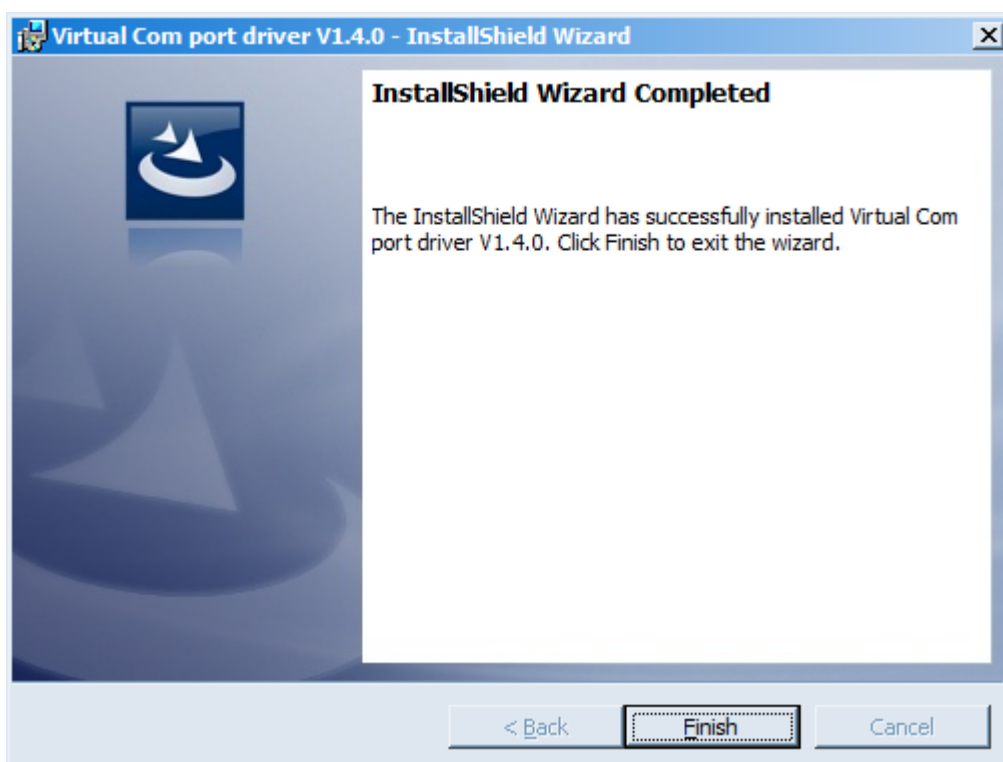 Virtual Com port driver V1.4.0 - InstallShield Wizard
InstallShield Wizard Completed
The InstallShield Wizard has successfully installed Virtual Com
port driver V1.4.0. Click Finish to exit the wizard.
< Back
Finish
Cancel